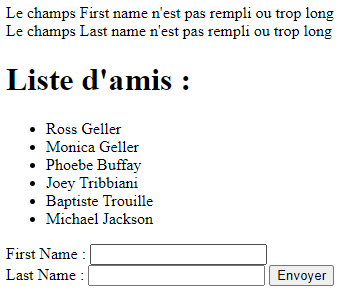 Le champs First name n'est pas rempli ou trop long
Le champs Last name n'est pas rempli ou trop long
Liste d'amis :
Ross Geller
Monica Geller
Phoebe Buffay
Joey Tribbiani
Baptiste Trouille
Michael Jackson
First Name :
Last Name : Envoyer